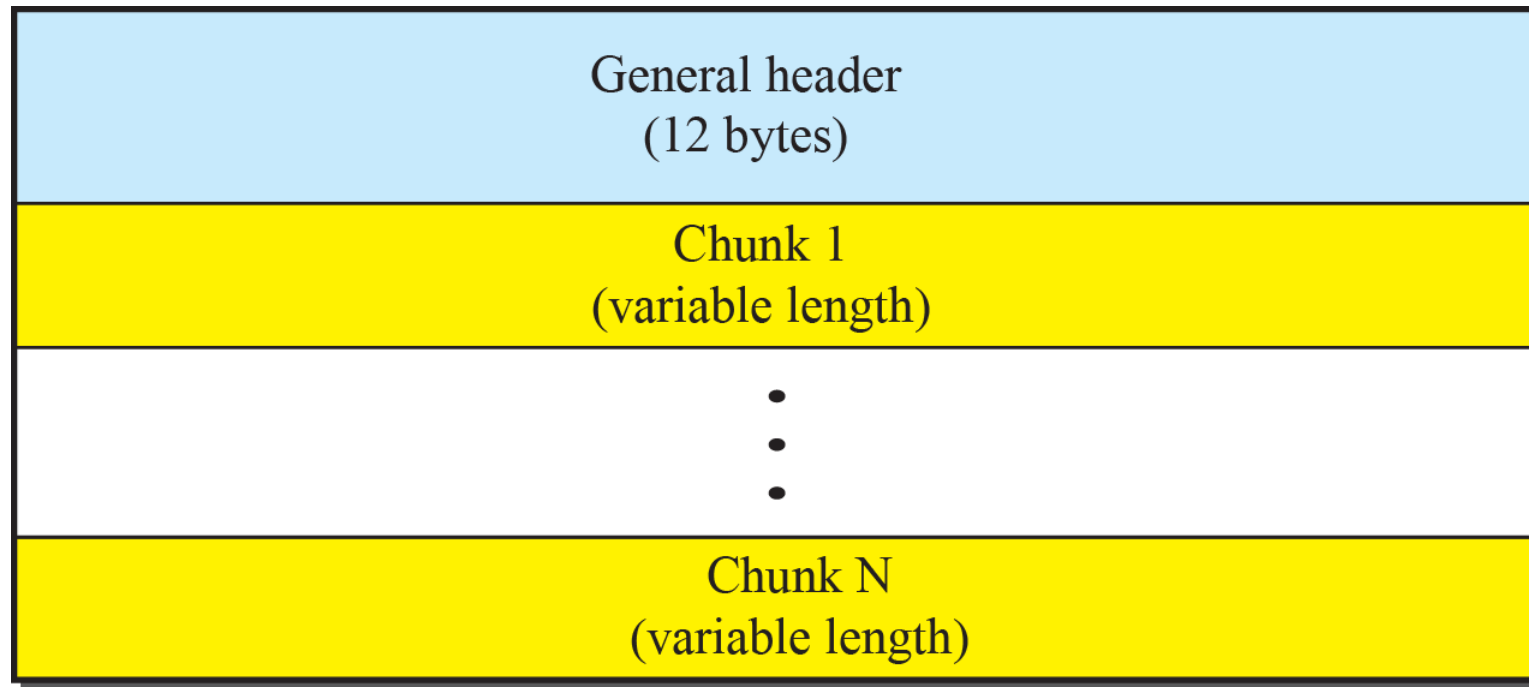 General header
(12 bytes)
Chunk 1
(variable length)
Chunk N
(variable length)